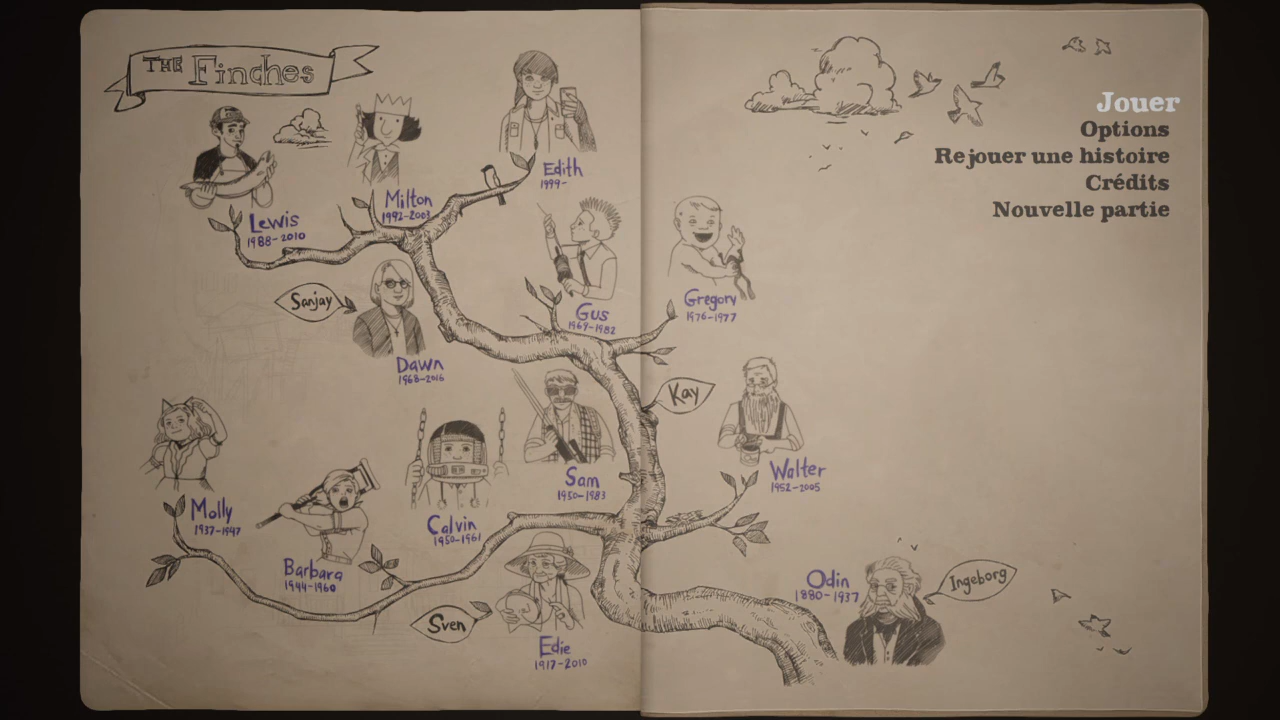 THE Finches
Edith
1999-
Milton
1992-2003
Lewis
1988-2010
Sanjay
Gus
1969-1982
Gregory
1976-1977
Dawn
1968-2016
Kay
Sam
1950-1983
Walter
1952-2005
Molly
1937-1947
Calvin
1950-1961
Barbara
1944-1960
Sven
Edie
1917-2010
Odin
1880-1937
Ingeborg
Jouer
Options
Rejouer une histoire
Crédits
Nouvelle partie